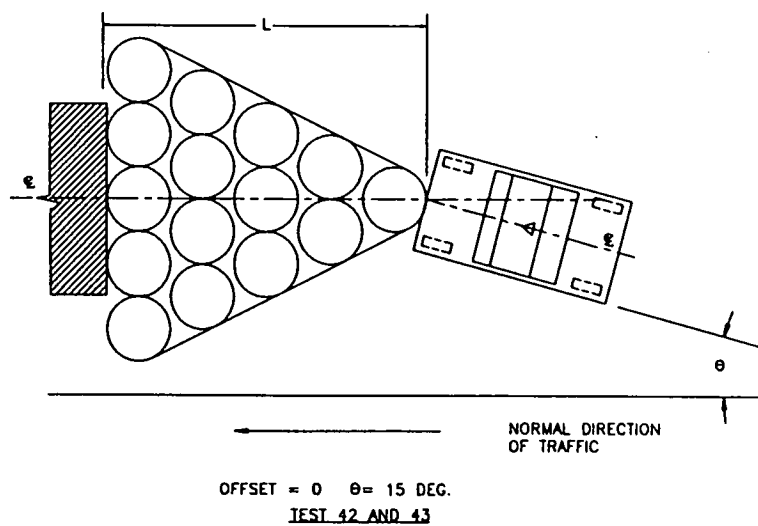 L
℄
℄
θ
NORMAL DIRECTION
OF TRAFFIC
OFFSET = 0 θ= 15 DEG.
TEST 42 AND 43